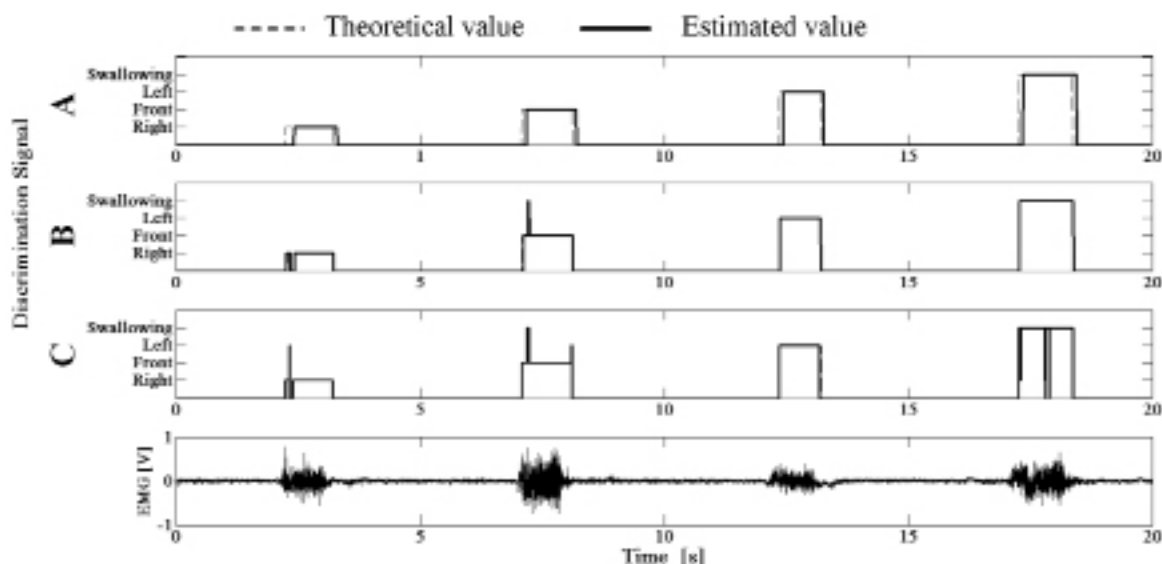 Theoretical value Estimated value
Discrimination Signal
A
Swallowing
Left
Front
Right
0 1 10 15 20
B
Swallowing
Left
Front
Right
0 5 10 15 20
C
Swallowing
Left
Front
Right
0 5 10 15 20
EMG [V]
1
0
-1
0 5 10 15 20
Time [s]